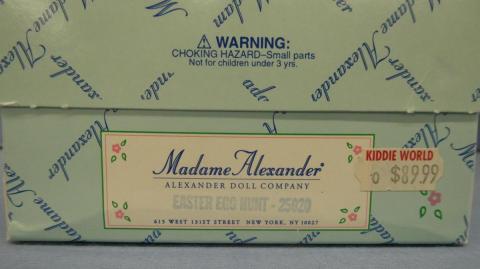 ⚠ WARNING:
CHOKING HAZARD–Small parts
Not for children under 3 yrs.
Madame Alexander®
ALEXANDER DOLL COMPANY
EASTER EGG HUNT - 25020
615 WEST 131ST STREET NEW YORK, NY 10027
KIDDIE WORLD
0 $89.99